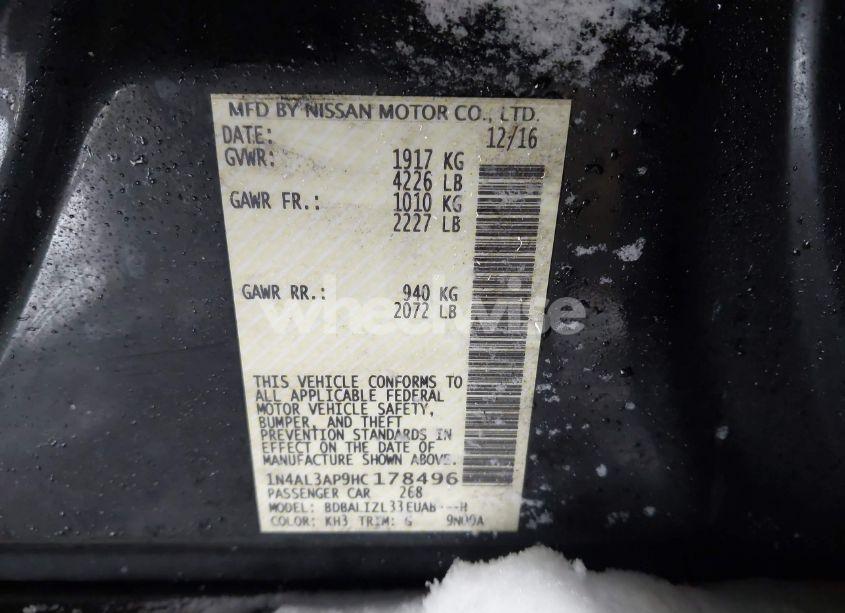 MFD BY NISSAN MOTOR CO., LTD.
DATE: 12/16
GVWR: 1917 KG
4226 LB
GAWR FR.: 1010 KG
2227 LB
GAWR RR.: 940 KG
2072 LB
wheelwise
THIS VEHICLE CONFORMS TO
ALL APPLICABLE FEDERAL
MOTOR VEHICLE SAFETY,
BUMPER, AND THEFT
PREVENTION STANDARDS IN
EFFECT ON THE DATE OF
MANUFACTURE SHOWN ABOVE.
1N4AL3AP9HC178496
PASSENGER CAR 268
MODEL:
COLOR: KH3 TRIM: G